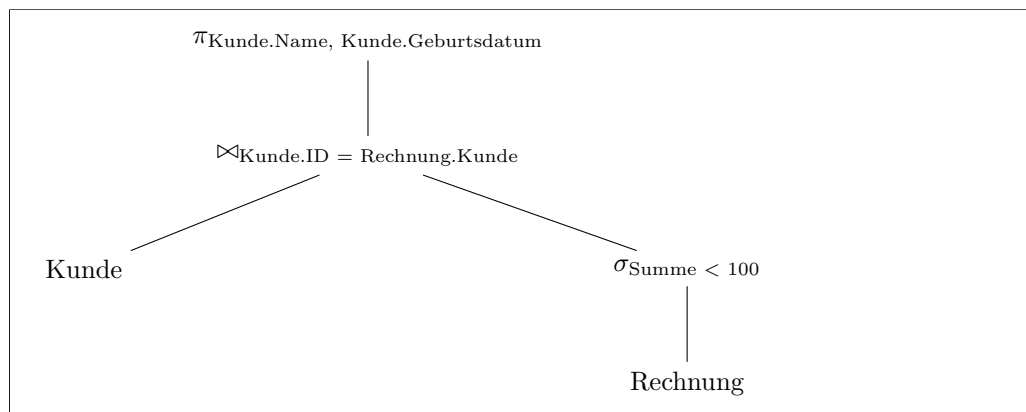 πKunde.Name, Kunde.Geburtsdatum
⋈Kunde.ID = Rechnung.Kunde
Kunde
σSumme < 100
Rechnung